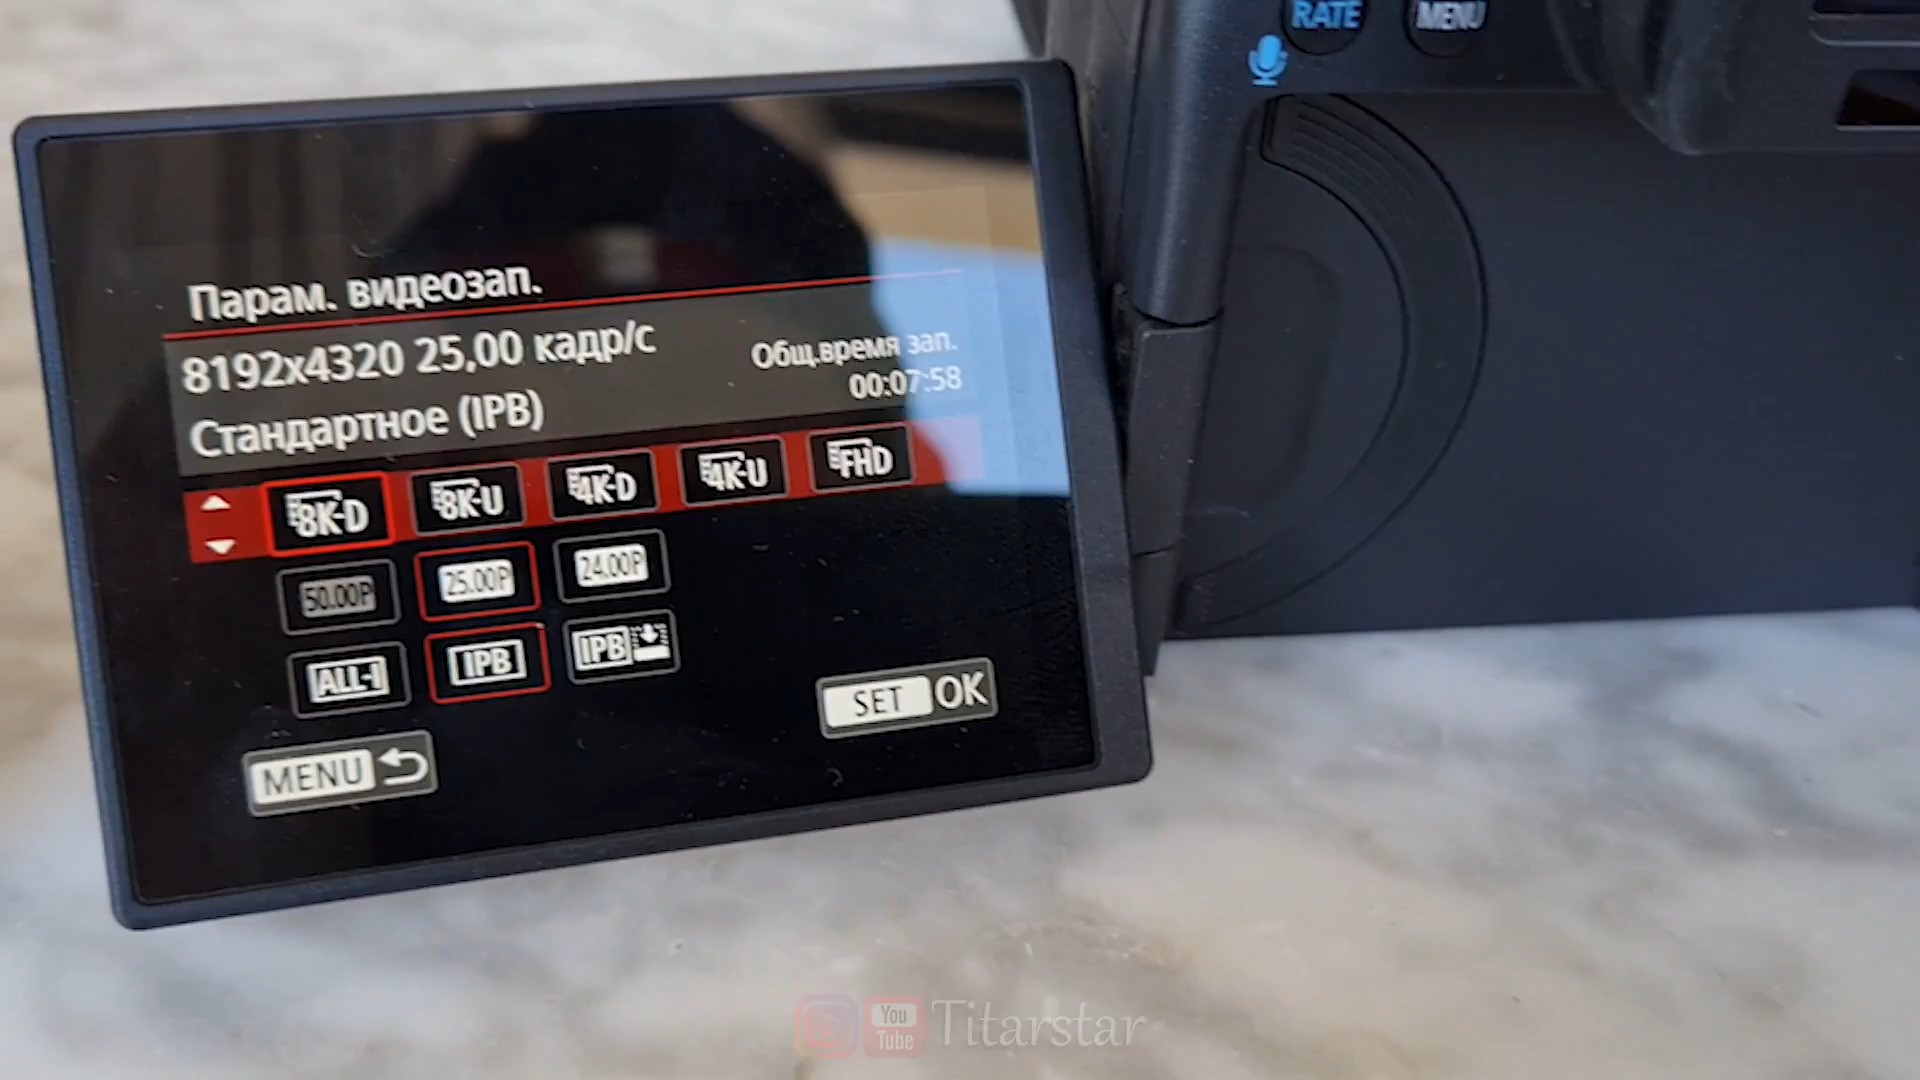 RATE MENU
Парам. видеозап.
8192x4320 25,00 кадр/с
Стандартное (IPB)
Общ.время зап.
00:07:58
8K-D 8K-U 4K-D 4K-U FHD
50.00P 25.00P 24.00P
ALL-I IPB IPB
SET OK
MENU
You Tube Titarstar